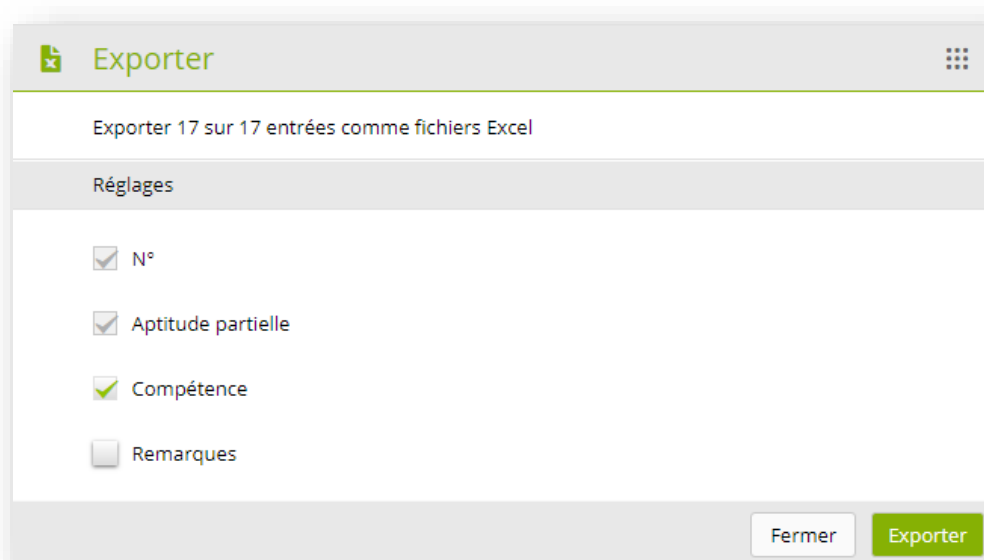 Exporter
Exporter 17 sur 17 entrées comme fichiers Excel
Réglages
N°
Aptitude partielle
Compétence
Remarques
Fermer
Exporter